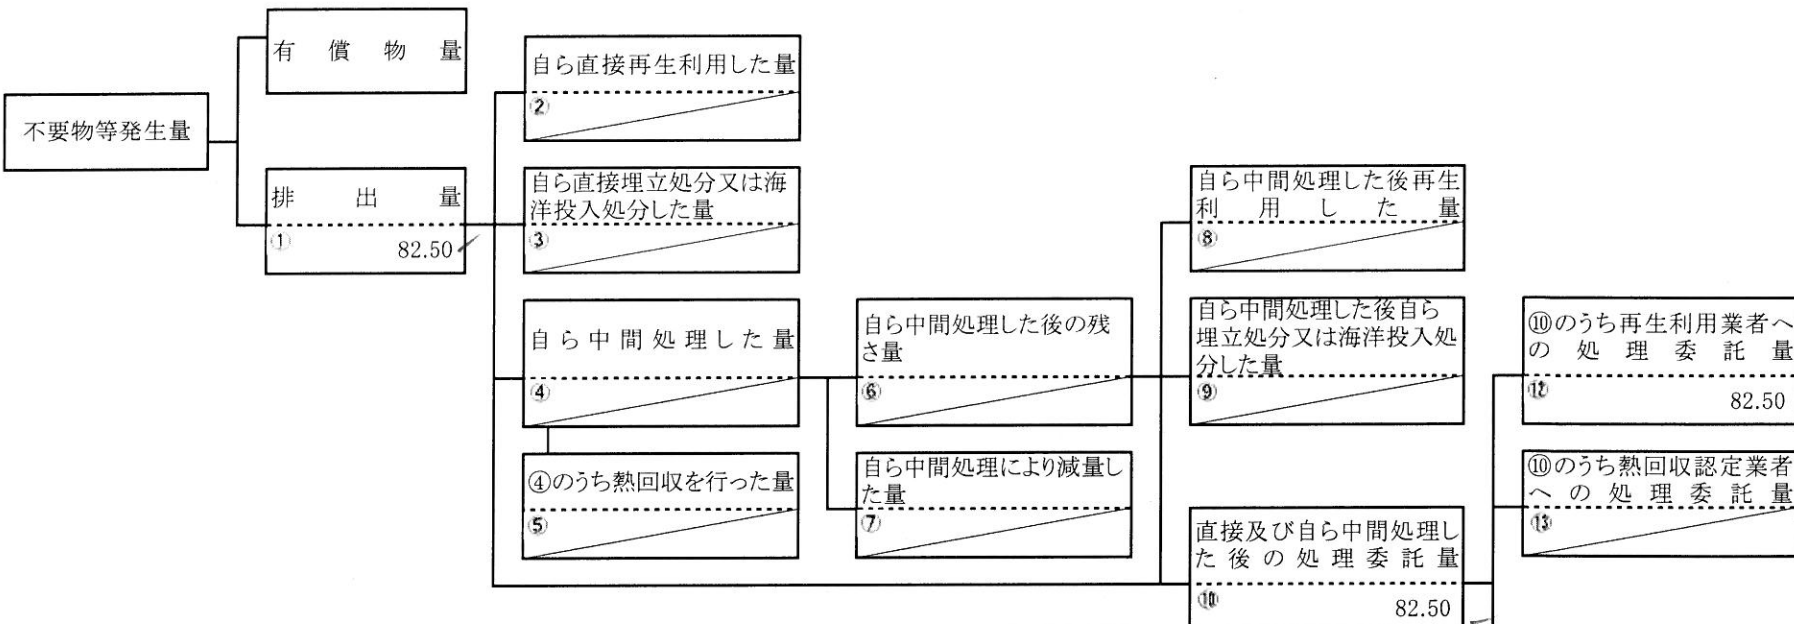 不要物等発生量
有償物量
排出量
①
82.50
自ら直接再生利用した量
②
自ら直接埋立処分又は海
洋投入処分した量
③
自ら中間処理した量
④
④のうち熱回収を行った量
⑤
自ら中間処理した後の残
さ量
⑥
自ら中間処理により減量し
た量
⑦
自ら中間処理した後再生
利用した量
⑧
自ら中間処理した後自ら
埋立処分又は海洋投入処
分した量
⑨
直接及び自ら中間処理し
た後の処理委託量
⑩
82.50
⑩のうち再生利用業者へ
の処理委託量
⑫
82.50
⑩のうち熱回収認定業者
への処理委託量
⑬